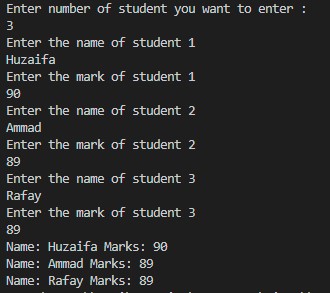 Enter number of student you want to enter :
3
Enter the name of student 1
Huzaifa
Enter the mark of student 1
90
Enter the name of student 2
Ammad
Enter the mark of student 2
89
Enter the name of student 3
Rafay
Enter the mark of student 3
89
Name: Huzaifa Marks: 90
Name: Ammad Marks: 89
Name: Rafay Marks: 89